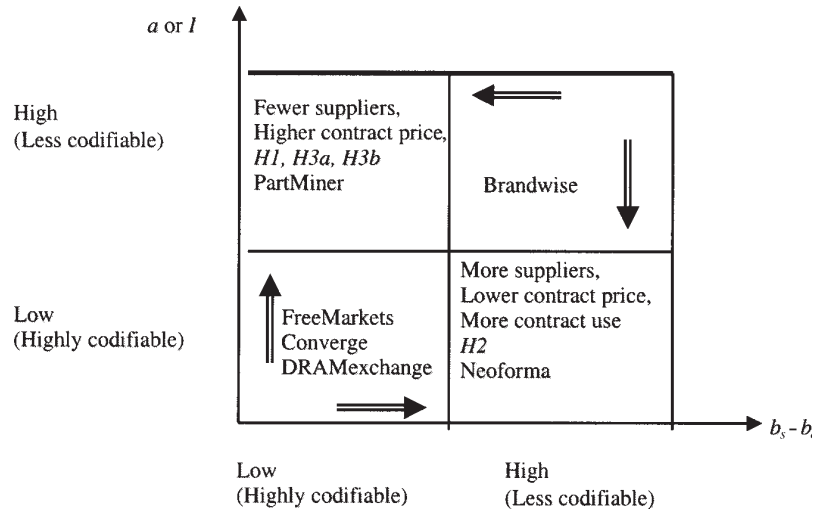 a or I
High
(Less codifiable)
Fewer suppliers,
Higher contract price,
H1, H3a, H3b
PartMiner
Brandwise
Low
(Highly codifiable)
FreeMarkets
Converge
DRAMexchange
More suppliers,
Lower contract price,
More contract use
H2
Neoforma
bs - b
Low
(Highly codifiable)
High
(Less codifiable)